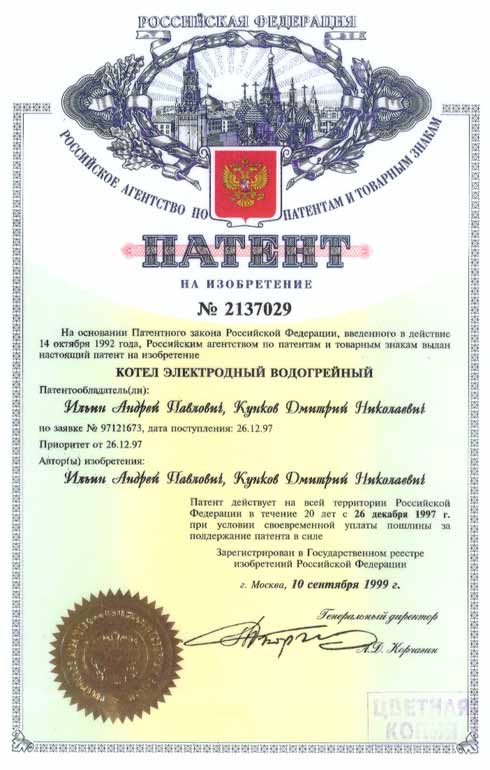 РОССИЙСКАЯ ФЕДЕРАЦИЯ
РОССИЙСКОЕ АГЕНТСТВО ПО ПАТЕНТАМ И ТОВАРНЫМ ЗНАКАМ
ПАТЕНТ
НА ИЗОБРЕТЕНИЕ
№ 2137029
На основании Патентного закона Российской Федерации, введенного в действие
14 октября 1992 года, Российским агентством по патентам и товарным знакам выдан
настоящий патент на изобретение
КОТЕЛ ЭЛЕКТРОДНЫЙ ВОДОГРЕЙНЫЙ
Патентообладатель(ли):
Ильин Андрей Павлович, Купков Дмитрий Николаевич
по заявке № 97121673, дата поступления: 26.12.97
Приоритет от 26.12.97
Автор(ы) изобретения:
Ильин Андрей Павлович, Купков Дмитрий Николаевич
Патент действует на всей территории Российской
Федерации в течение 20 лет с 26 декабря 1997 г.
при условии своевременной уплаты пошлины за
поддержание патента в силе
Зарегистрирован в Государственном реестре
изобретений Российской Федерации
г. Москва, 10 сентября 1999 г.
Генеральный директор
А.Д. Корчагин
ЦВЕТНАЯ
КОПИЯ